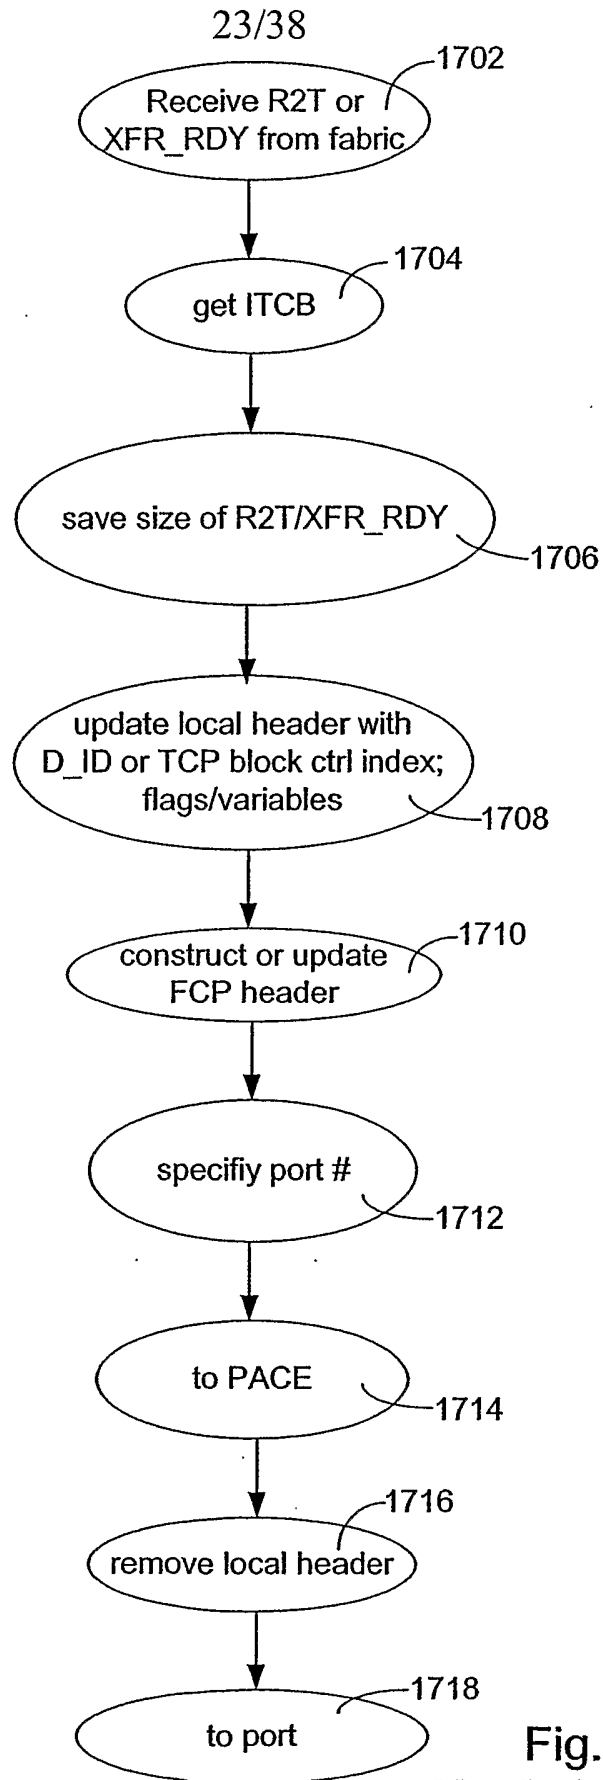 23/38
1702
Receive R2T or
XFR_RDY from fabric
1704
get ITCB
save size of R2T/XFR_RDY
1706
update local header with
D_ID or TCP block ctrl index;
flags/variables
1708
1710
construct or update
FCP header
specifiy port #
1712
to PACE
1714
1716
remove local header
1718
to port
Fig.